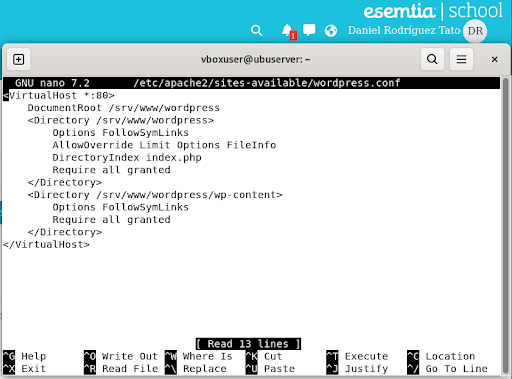 esemtia | school
1
Daniel Rodríguez Tato DR
vboxuser@ubuserver: ~
GNU nano 7.2 /etc/apache2/sites-available/wordpress.conf
<VirtualHost *:80>
    DocumentRoot /srv/www/wordpress
    <Directory /srv/www/wordpress>
        Options FollowSymLinks
        AllowOverride Limit Options FileInfo
        DirectoryIndex index.php
        Require all granted
    </Directory>
    <Directory /srv/www/wordpress/wp-content>
        Options FollowSymLinks
        Require all granted
    </Directory>
</VirtualHost>
[ Read 13 lines ]
^G Help ^O Write Out ^W Where Is ^K Cut ^T Execute ^C Location
^X Exit ^R Read File ^\ Replace ^U Paste ^J Justify ^/ Go To Line